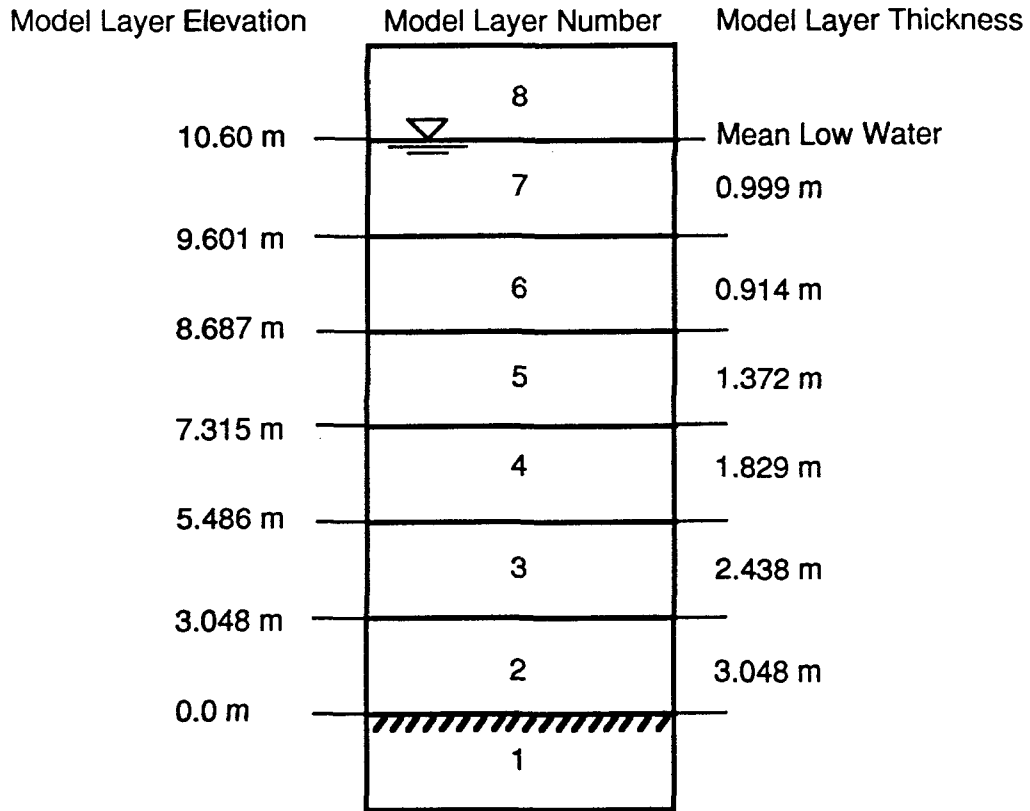 Model Layer Elevation Model Layer Number Model Layer Thickness
8
10.60 m Mean Low Water
7 0.999 m
9.601 m
6 0.914 m
8.687 m
5 1.372 m
7.315 m
4 1.829 m
5.486 m
3 2.438 m
3.048 m
2 3.048 m
0.0 m
1